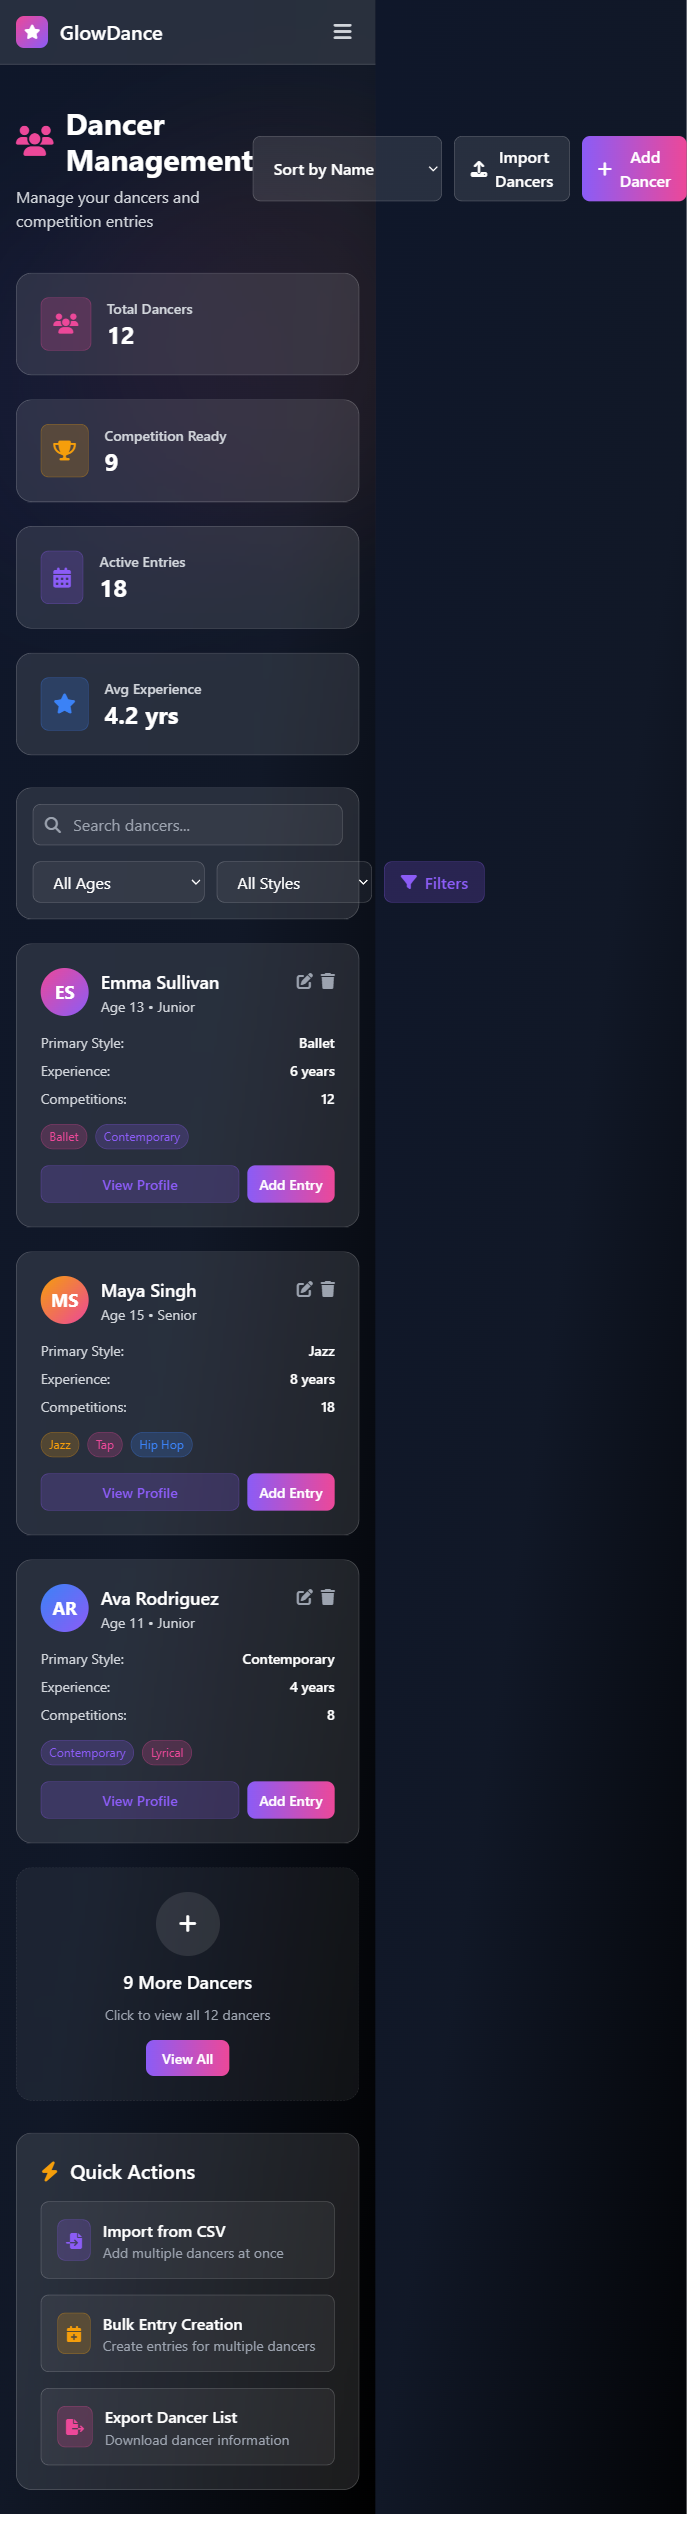 GlowDance
Dancer
Management
Manage your dancers and
competition entries
Sort by Name
Import
Dancers
Add
Dancer
Total Dancers
12
Competition Ready
9
Active Entries
18
Avg Experience
4.2 yrs
Search dancers...
All Ages
All Styles
Filters
ES
Emma Sullivan
Age 13 • Junior
Primary Style: Ballet
Experience: 6 years
Competitions: 12
Ballet Contemporary
View Profile Add Entry
MS
Maya Singh
Age 15 • Senior
Primary Style: Jazz
Experience: 8 years
Competitions: 18
Jazz Tap Hip Hop
View Profile Add Entry
AR
Ava Rodriguez
Age 11 • Junior
Primary Style: Contemporary
Experience: 4 years
Competitions: 8
Contemporary Lyrical
View Profile Add Entry
9 More Dancers
Click to view all 12 dancers
View All
Quick Actions
Import from CSV
Add multiple dancers at once
Bulk Entry Creation
Create entries for multiple dancers
Export Dancer List
Download dancer information